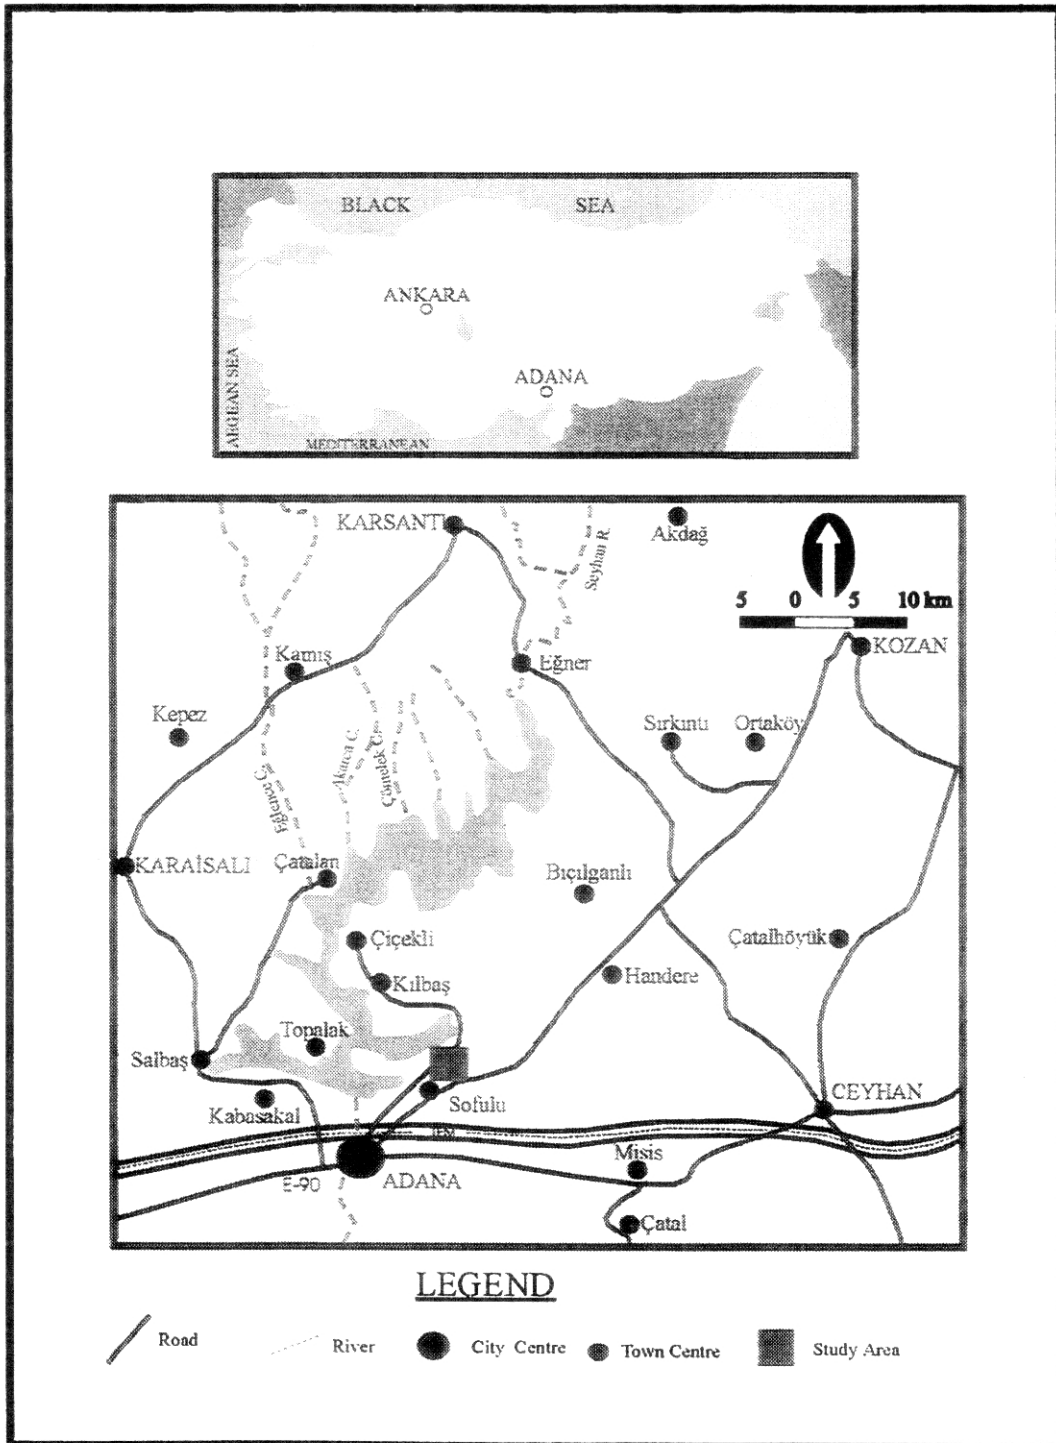 BLACK SEA
ANKARA
ADANA
AEGEAN SEA
MEDITERRANEAN
KARSANTI
Akdağ
Seyhan R.
5 0 5 10 km
KOZAN
Kamış
Eğner
Kepez
Sırkıntı
Ortaköy
Akarca C.
Çömelek C.
Eğlence C.
KARAİSALI
Çatalan
Bıçılganlı
Çiçekli
Çatalhöyük
Kılbaş
Handere
Topalak
Salbaş
CEYHAN
Kabasakal
Sofulu
Misis
E-90
ADANA
Çatal
LEGEND
Road
River
City Centre
Town Centre
Study Area